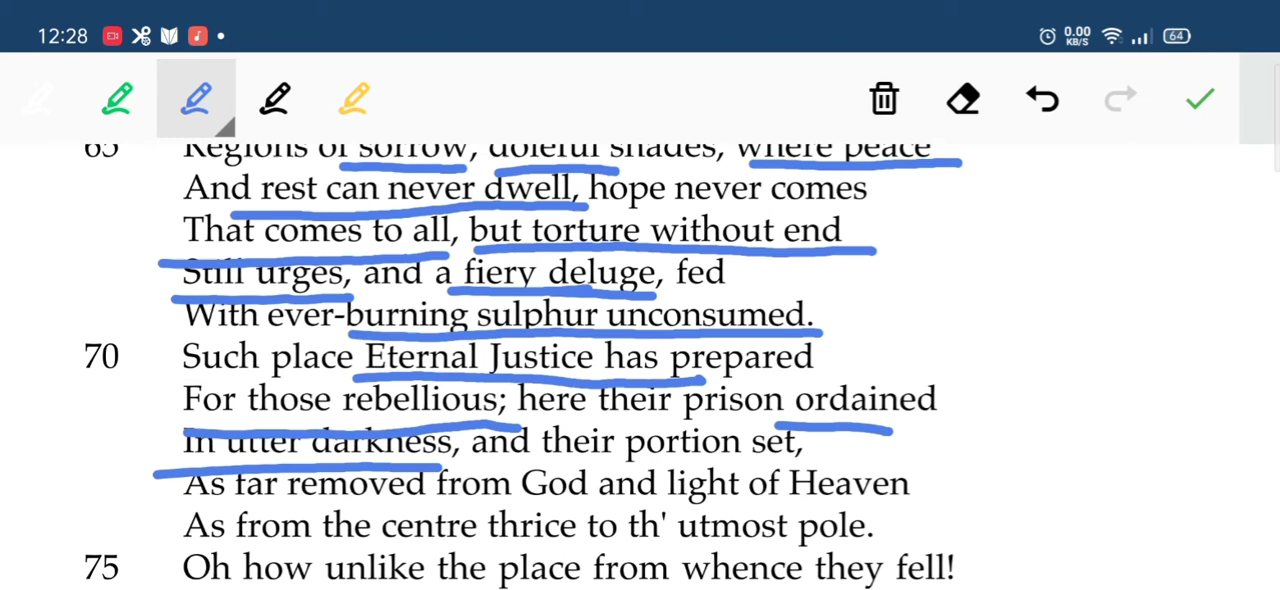 12:28 0.00 KB/S 64
65 Regions of sorrow, doleful shades, where peace
And rest can never dwell, hope never comes
That comes to all, but torture without end
Still urges, and a fiery deluge, fed
With ever-burning sulphur unconsumed.
70 Such place Eternal Justice has prepared
For those rebellious; here their prison ordained
In utter darkness, and their portion set,
As far removed from God and light of Heaven
As from the centre thrice to th' utmost pole.
75 Oh how unlike the place from whence they fell!